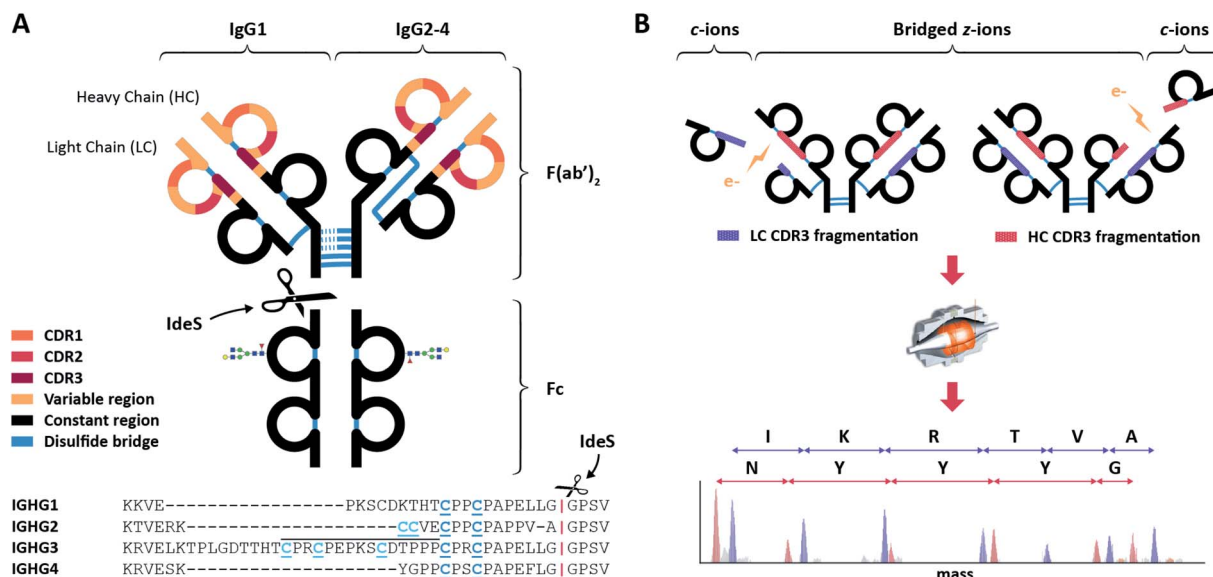 A
IgG1
IgG2-4
Heavy Chain (HC)
Light Chain (LC)
F(ab')₂
IdeS
CDR1
CDR2
CDR3
Variable region
Constant region
Disulfide bridge
Fc
IdeS
IGHG1 KKVE-----------------PKSCDKTHTCPPCPAPELLG|GPSV
IGHG2 KTVERK--------------------CCVECPPCPAPPV-A|GPSV
IGHG3 KRVELKTPLGDTTHTCPRCPEPKSCDTPPPCPRCPAPELLG|GPSV
IGHG4 KRVESK--------------------YGPPCPSCPAPEFLG|GPSV
B
c-ions
Bridged z-ions
c-ions
e-
e-
LC CDR3 fragmentation
HC CDR3 fragmentation
I K R T V A
N Y Y Y G
mass